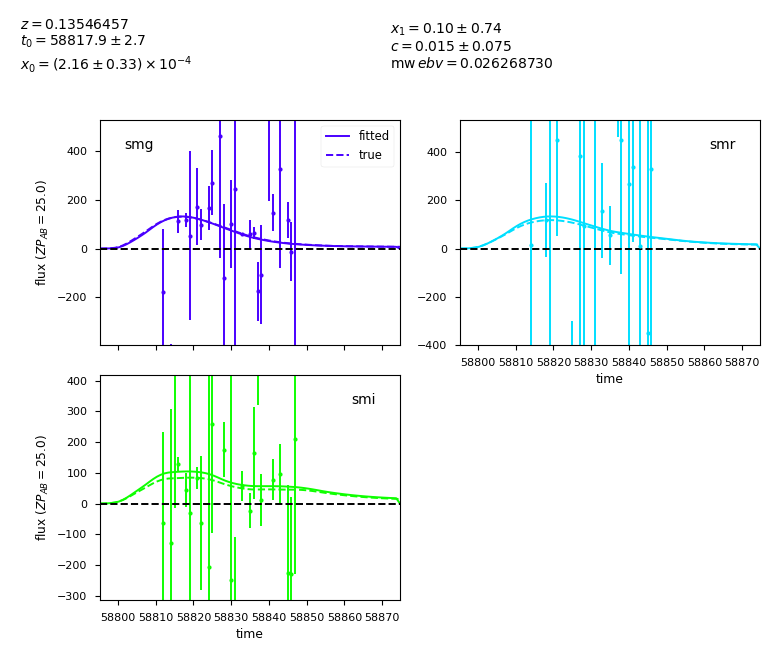 z = 0.13546457
t₀ = 58817.9 ± 2.7
x₀ = (2.16 ± 0.33) × 10⁻⁴
x₁ = 0.10 ± 0.74
c = 0.015 ± 0.075
mw ebv = 0.026268730
smg
fitted
true
400
200
0
−200
flux (ZP_AB = 25.0)
smr
400
200
0
−200
−400
58800 58810 58820 58830 58840 58850 58860 58870
time
smi
400
300
200
100
0
−100
−200
−300
flux (ZP_AB = 25.0)
58800 58810 58820 58830 58840 58850 58860 58870
time